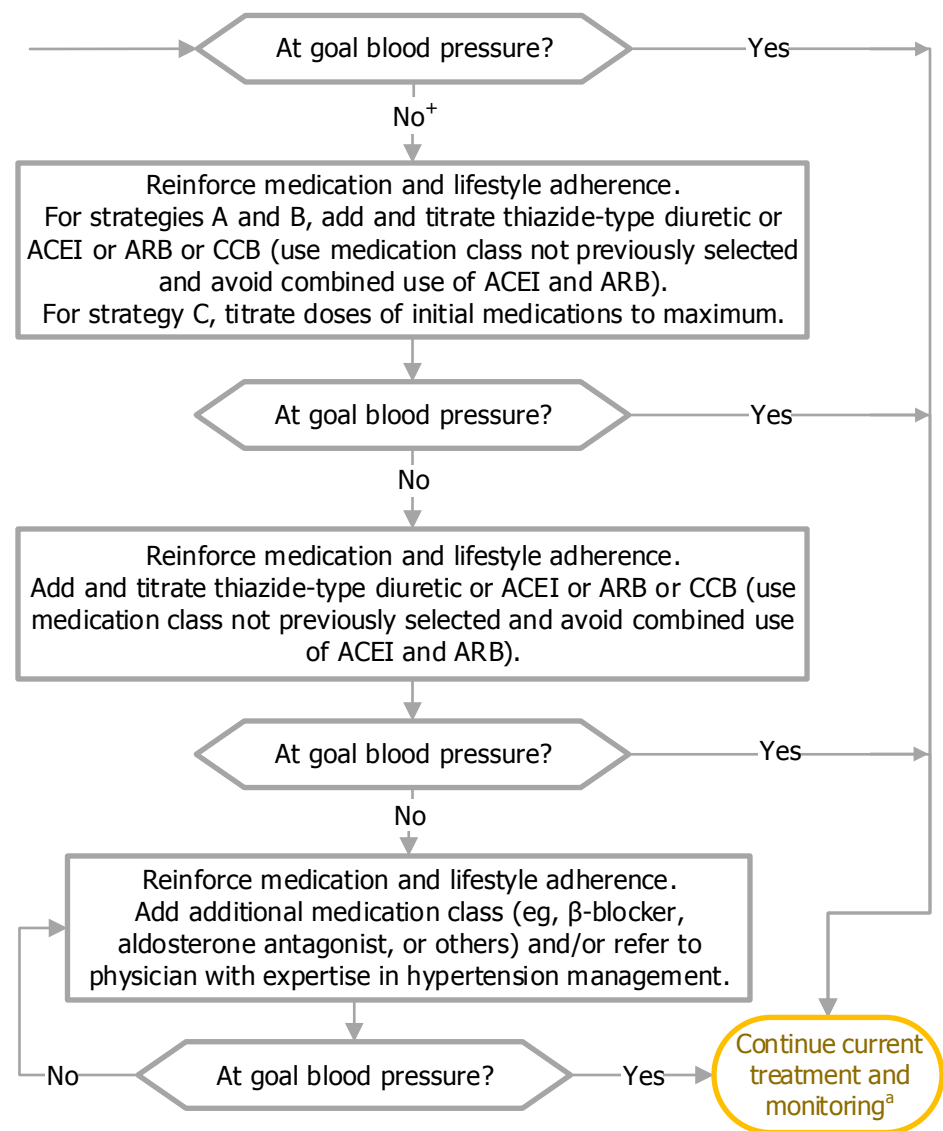 At goal blood pressure?
Yes
No⁺
Reinforce medication and lifestyle adherence.
For strategies A and B, add and titrate thiazide-type diuretic or
ACEI or ARB or CCB (use medication class not previously selected
and avoid combined use of ACEI and ARB).
For strategy C, titrate doses of initial medications to maximum.
At goal blood pressure?
Yes
No
Reinforce medication and lifestyle adherence.
Add and titrate thiazide-type diuretic or ACEI or ARB or CCB (use
medication class not previously selected and avoid combined use
of ACEI and ARB).
At goal blood pressure?
Yes
No
Reinforce medication and lifestyle adherence.
Add additional medication class (eg, β-blocker,
aldosterone antagonist, or others) and/or refer to
physician with expertise in hypertension management.
No
At goal blood pressure?
Yes
Continue current
treatment and
monitoringᵃ